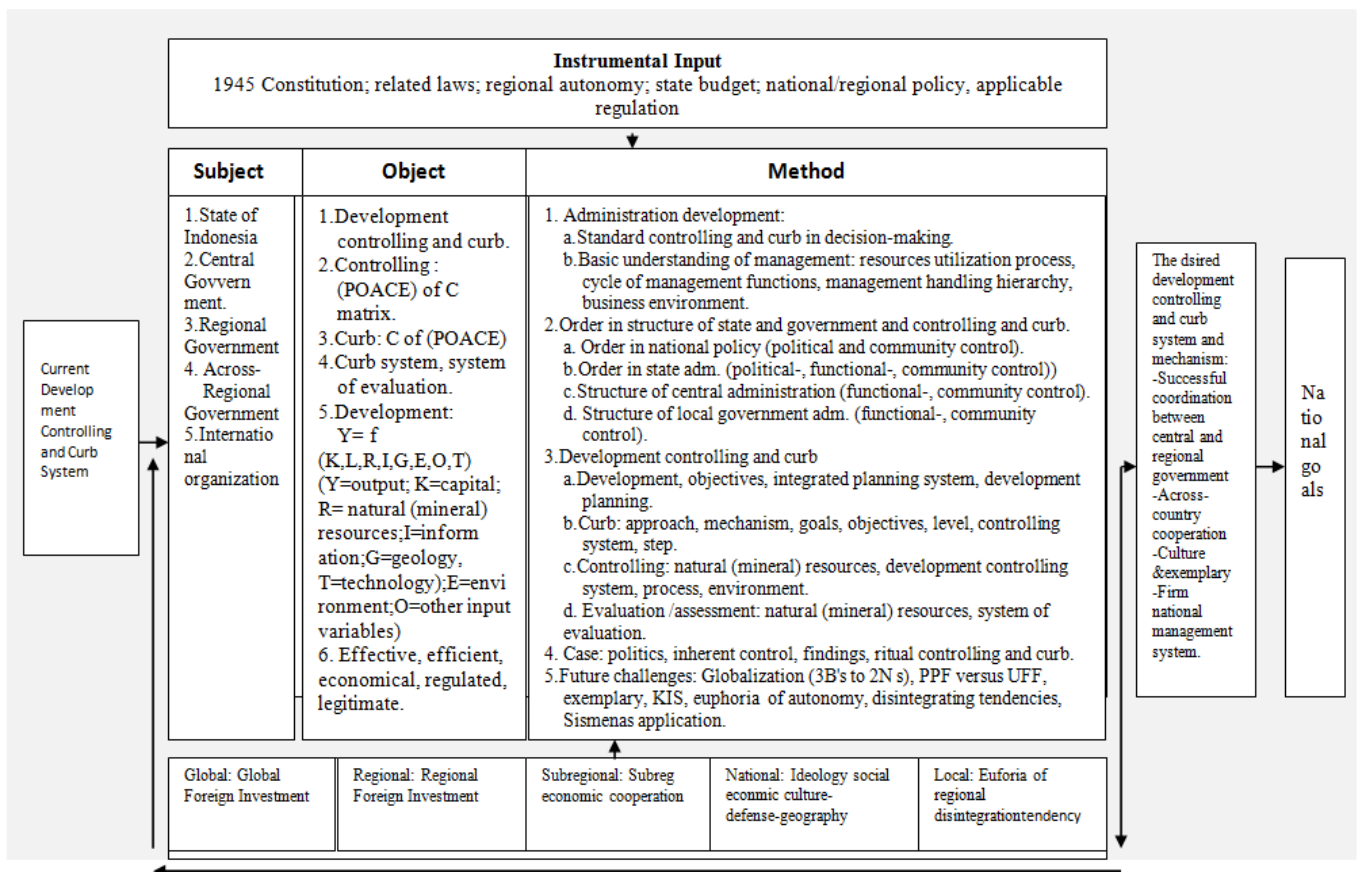 Instrumental Input
1945 Constitution; related laws; regional autonomy; state budget; national/regional policy, applicable
regulation
Subject
Object
Method
Current
Develop
ment
Controlling
and Curb
System
1.State of
Indonesia
2.Central
Govvern
ment.
3.Regional
Government
4. Across-
Regional
Government
5.Internatio
nal
organization
1.Development
controlling and curb.
2.Controlling :
(POACE) of C
matrix.
3.Curb: C of (POACE)
4.Curb system, system
of evaluation.
5.Development:
Y= f
(K,L,R,I,G,E,O,T)
(Y=output; K=capital;
R= natural (mineral)
resources;I=inform
ation;G=geology,
T=technology);E=envi
ronment;O=other input
variables)
6. Effective, efficient,
economical, regulated,
legitimate.
1. Administration development:
a.Standard controlling and curb in decision-making.
b.Basic understanding of management: resources utilization process,
cycle of management functions, management handling hierarchy,
business environment.
2.Order in structure of state and government and controlling and curb.
a. Order in national policy (political and community control).
b.Order in state adm. (political-, functional-, community control))
c.Structure of central administration (functional-, community control).
d. Structure of local government adm. (functional-, community
control).
3.Development controlling and curb
a.Development, objectives, integrated planning system, development
planning.
b.Curb: approach, mechanism, goals, objectives, level, controlling
system, step.
c.Controlling: natural (mineral) resources, development controlling
system, process, environment.
d. Evaluation /assessment: natural (mineral) resources, system of
evaluation.
4. Case: politics, inherent control, findings, ritual controlling and curb.
5.Future challenges: Globalization (3B's to 2N s), PPF versus UFF,
exemplary, KIS, euphoria of autonomy, disintegrating tendencies,
Sismenas application.
The dsired
development
controlling
and curb
system and
mechanism:
-Successful
coordination
between
central and
regional
government
-Across-
country
cooperation
-Culture
&exemplary
-Firm
national
management
system.
Na
tio
nal
go
als
Global: Global
Foreign Investment
Regional: Regional
Foreign Investment
Subregional: Subreg
economic cooperation
National: Ideology social
econmic culture-
defense-geography
Local: Euforia of
regional
disintegrationtendency